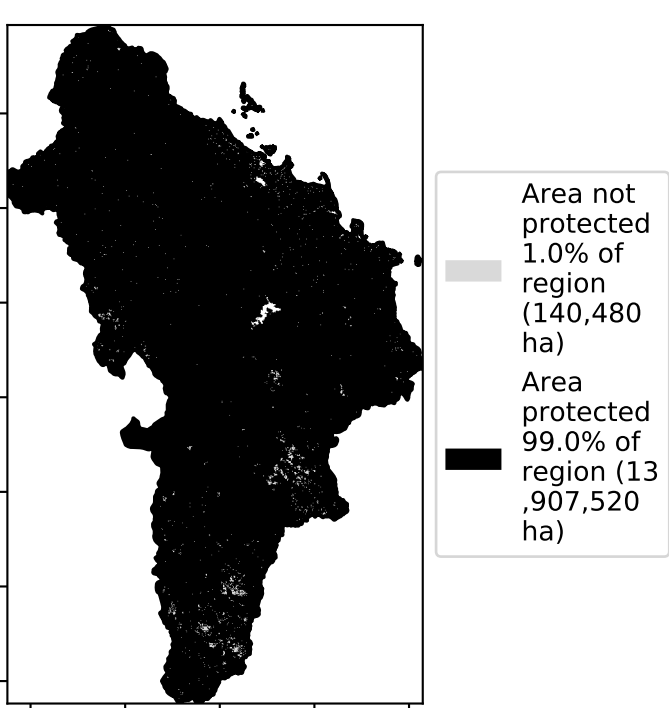 Area not
protected
1.0% of
region
(140,480
ha)
Area
protected
99.0% of
region (13
,907,520
ha)